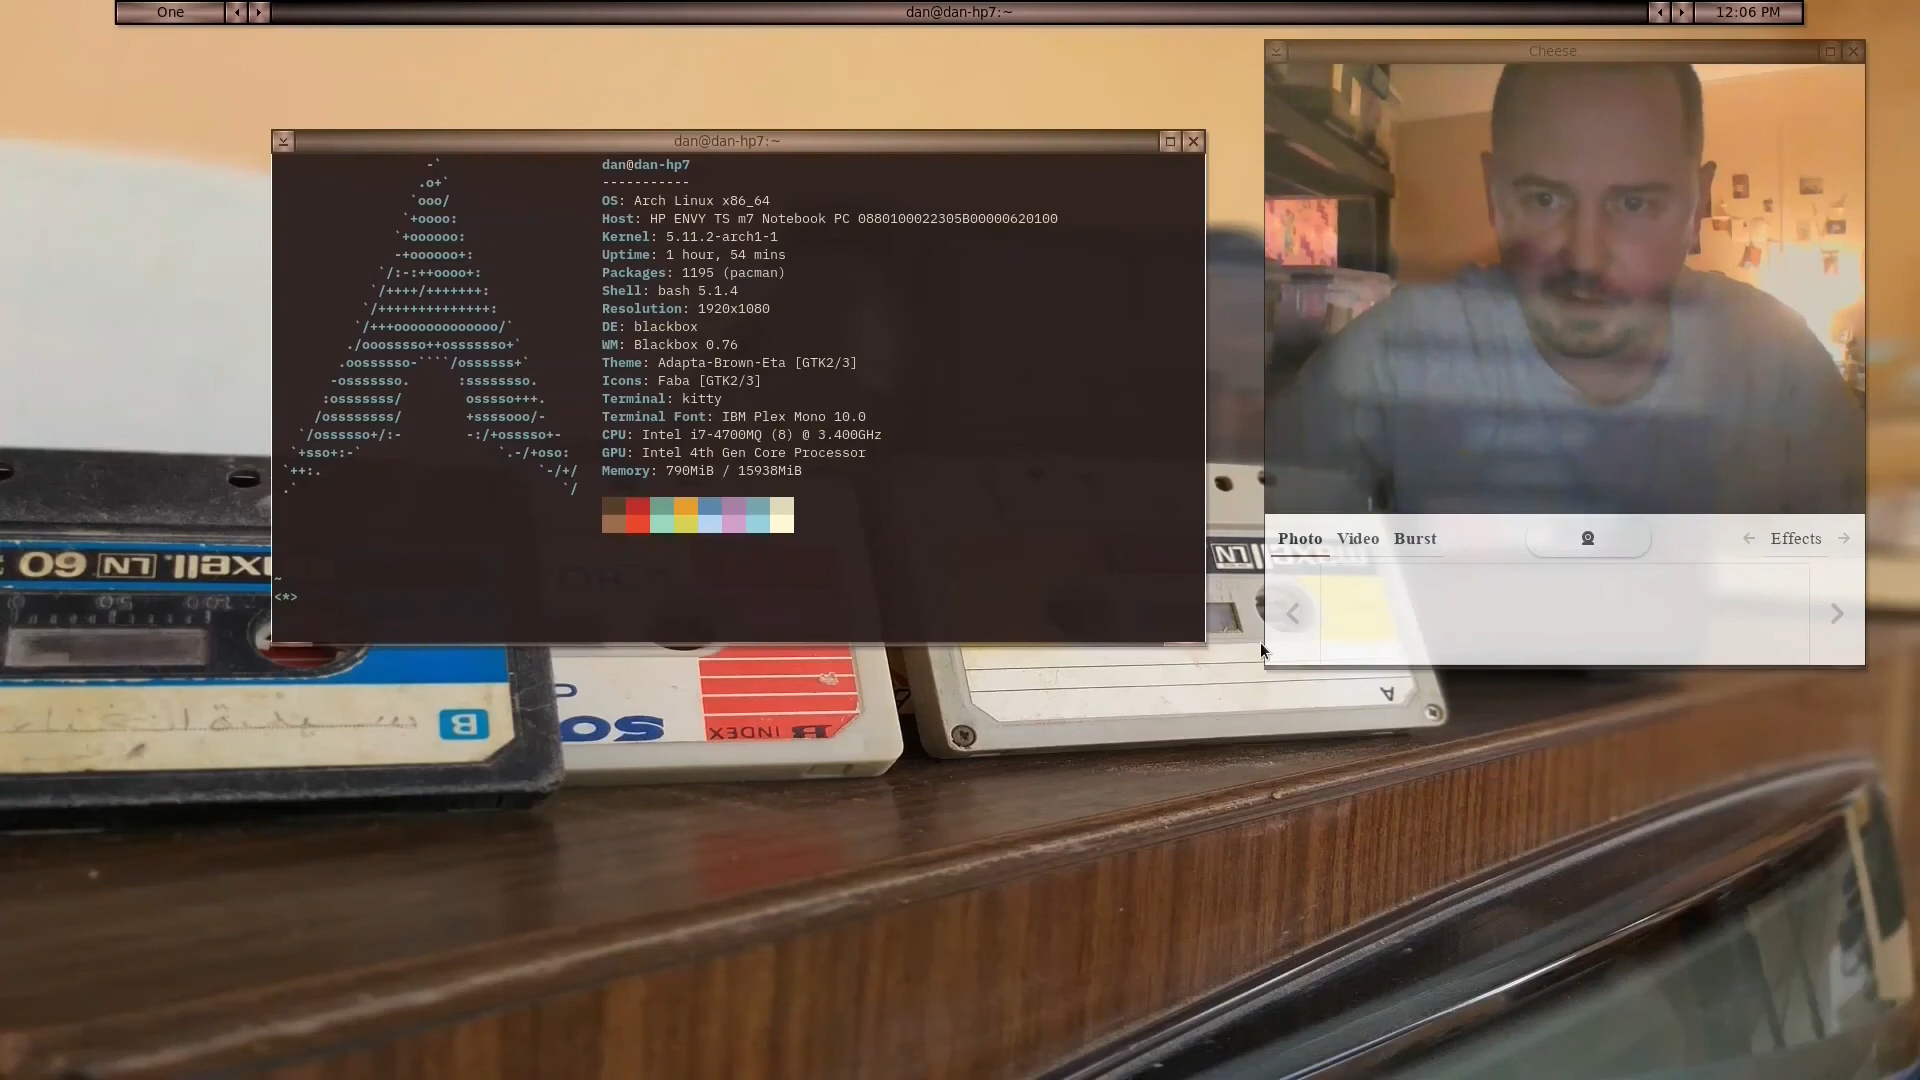 One
dan@dan-hp7:~
12:06 PM
Cheese
dan@dan-hp7:~
dan@dan-hp7
-----------
OS: Arch Linux x86_64
Host: HP ENVY TS m7 Notebook PC 0880100022305B00000620100
Kernel: 5.11.2-arch1-1
Uptime: 1 hour, 54 mins
Packages: 1195 (pacman)
Shell: bash 5.1.4
Resolution: 1920x1080
DE: blackbox
WM: Blackbox 0.76
Theme: Adapta-Brown-Eta [GTK2/3]
Icons: Faba [GTK2/3]
Terminal: kitty
Terminal Font: IBM Plex Mono 10.0
CPU: Intel i7-4700MQ (8) @ 3.400GHz
GPU: Intel 4th Gen Core Processor
Memory: 790MiB / 15938MiB
~
<*>
Photo Video Burst
Effects
maxell LN 60
LN maxell
B
B INDEX
A